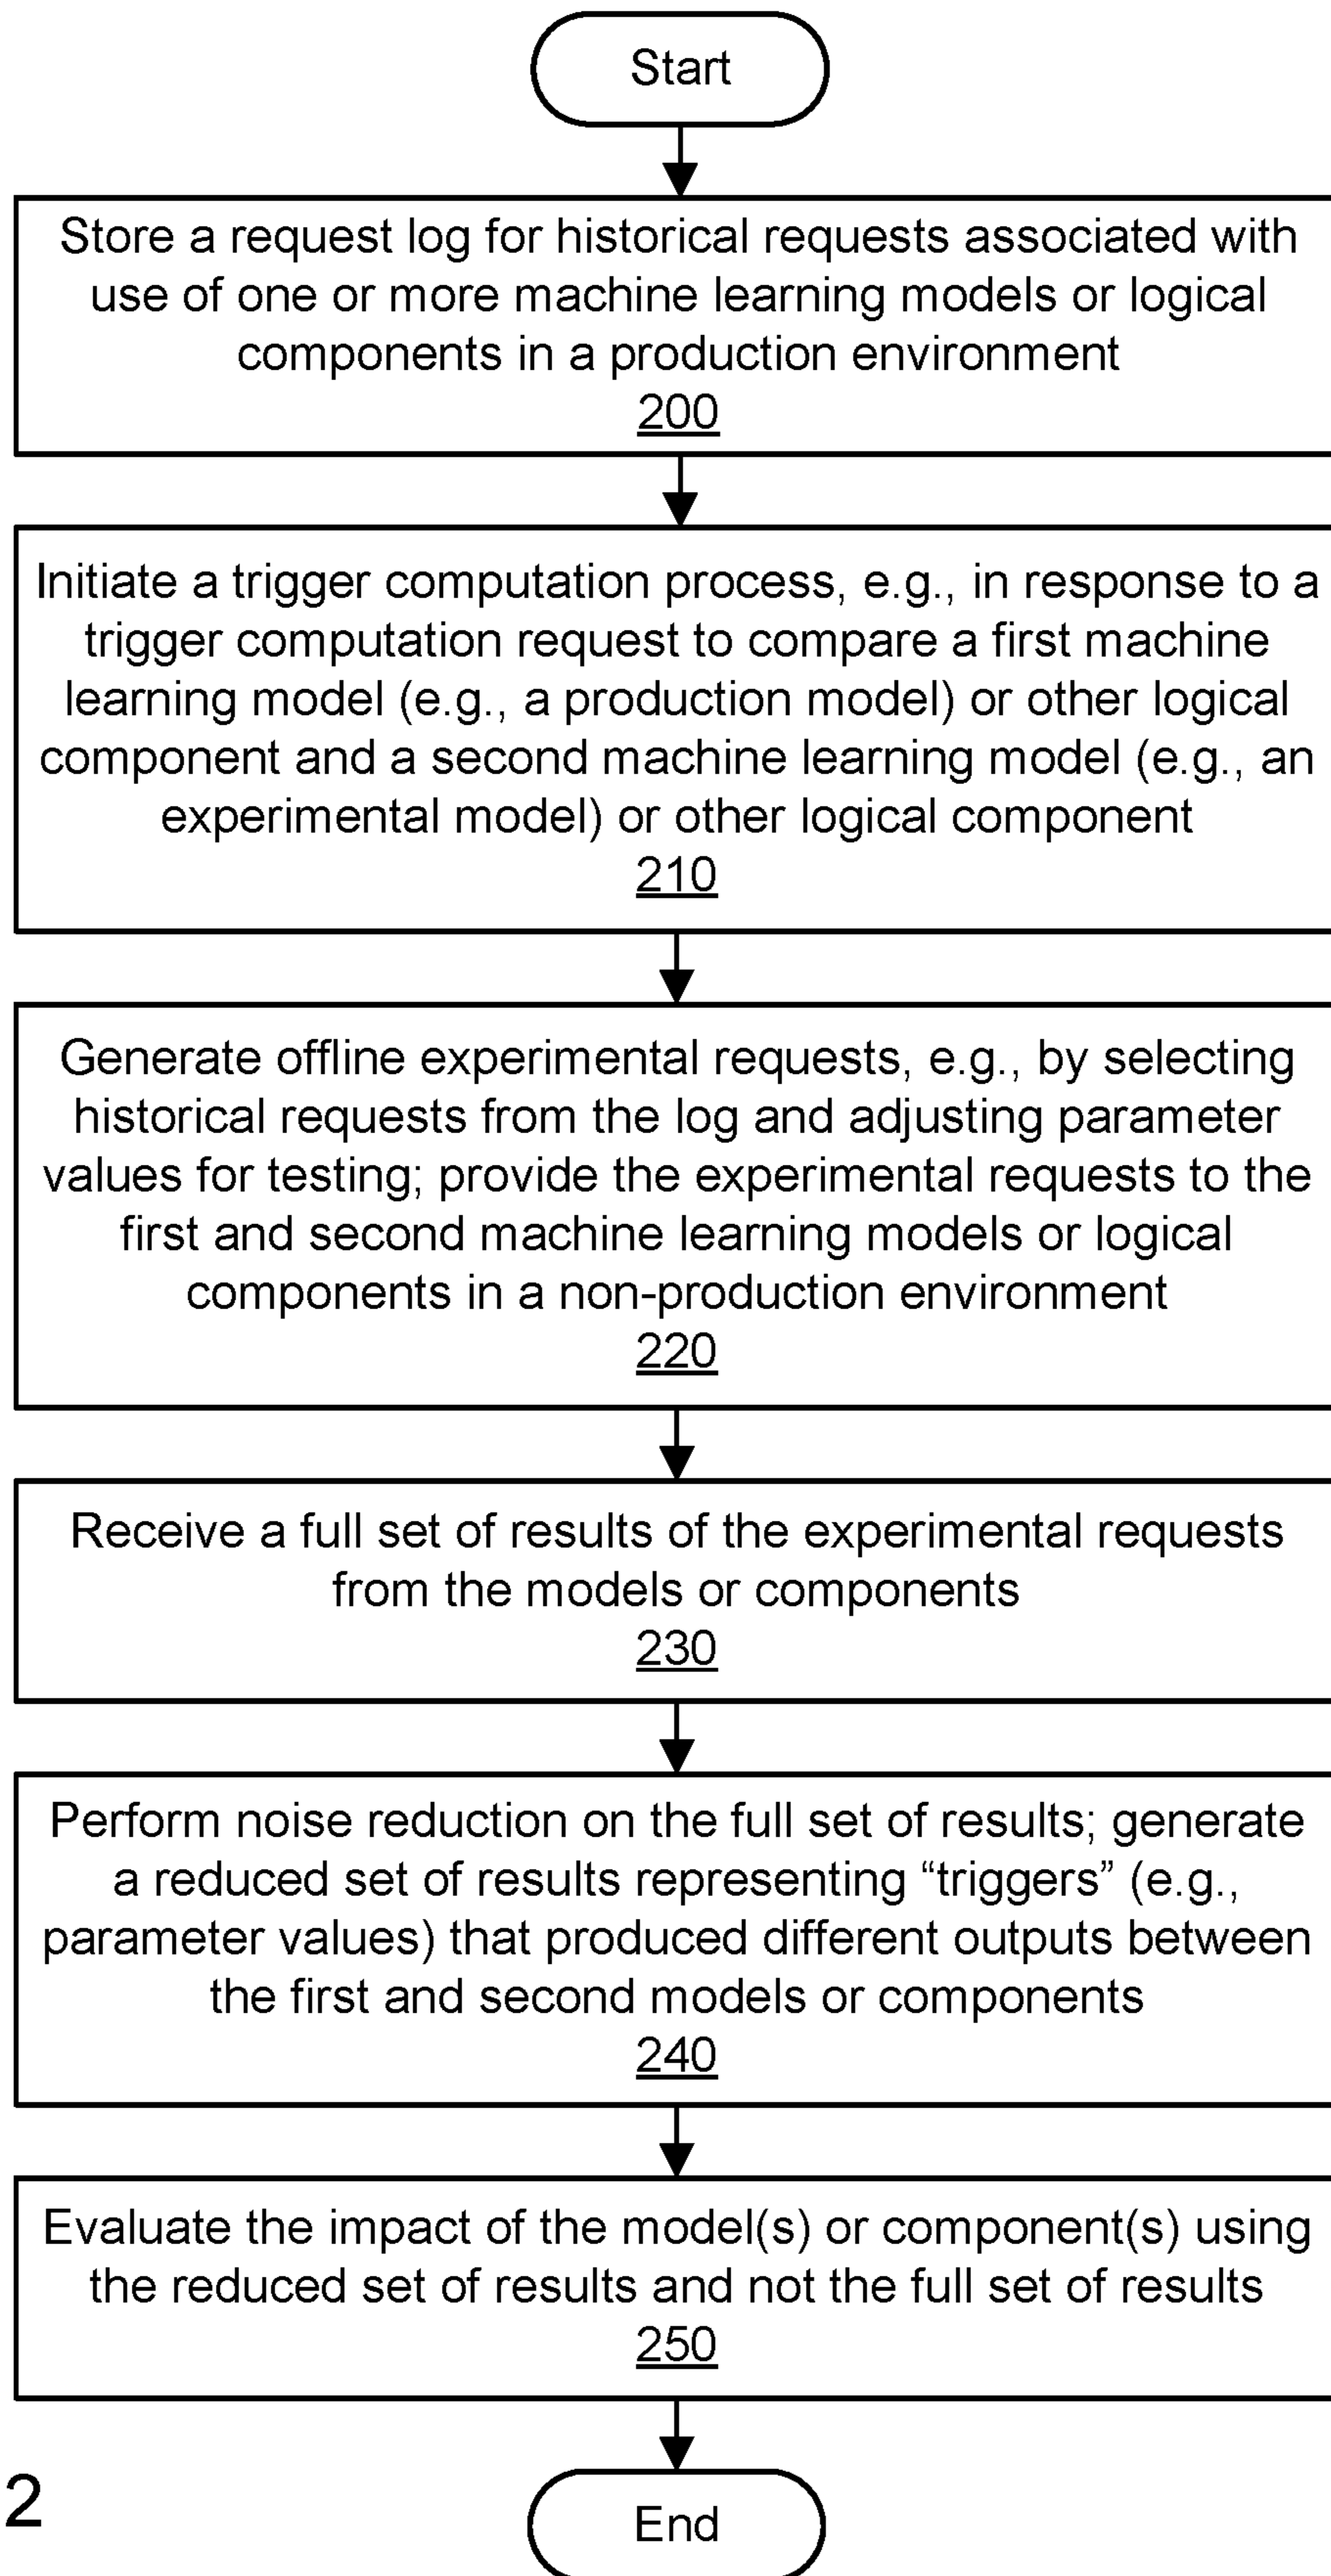 Start
Store a request log for historical requests associated with
use of one or more machine learning models or logical
components in a production environment
200
Initiate a trigger computation process, e.g., in response to a
trigger computation request to compare a first machine
learning model (e.g., a production model) or other logical
component and a second machine learning model (e.g., an
experimental model) or other logical component
210
Generate offline experimental requests, e.g., by selecting
historical requests from the log and adjusting parameter
values for testing; provide the experimental requests to the
first and second machine learning models or logical
components in a non-production environment
220
Receive a full set of results of the experimental requests
from the models or components
230
Perform noise reduction on the full set of results; generate
a reduced set of results representing “triggers” (e.g.,
parameter values) that produced different outputs between
the first and second models or components
240
Evaluate the impact of the model(s) or component(s) using
the reduced set of results and not the full set of results
250
2
End